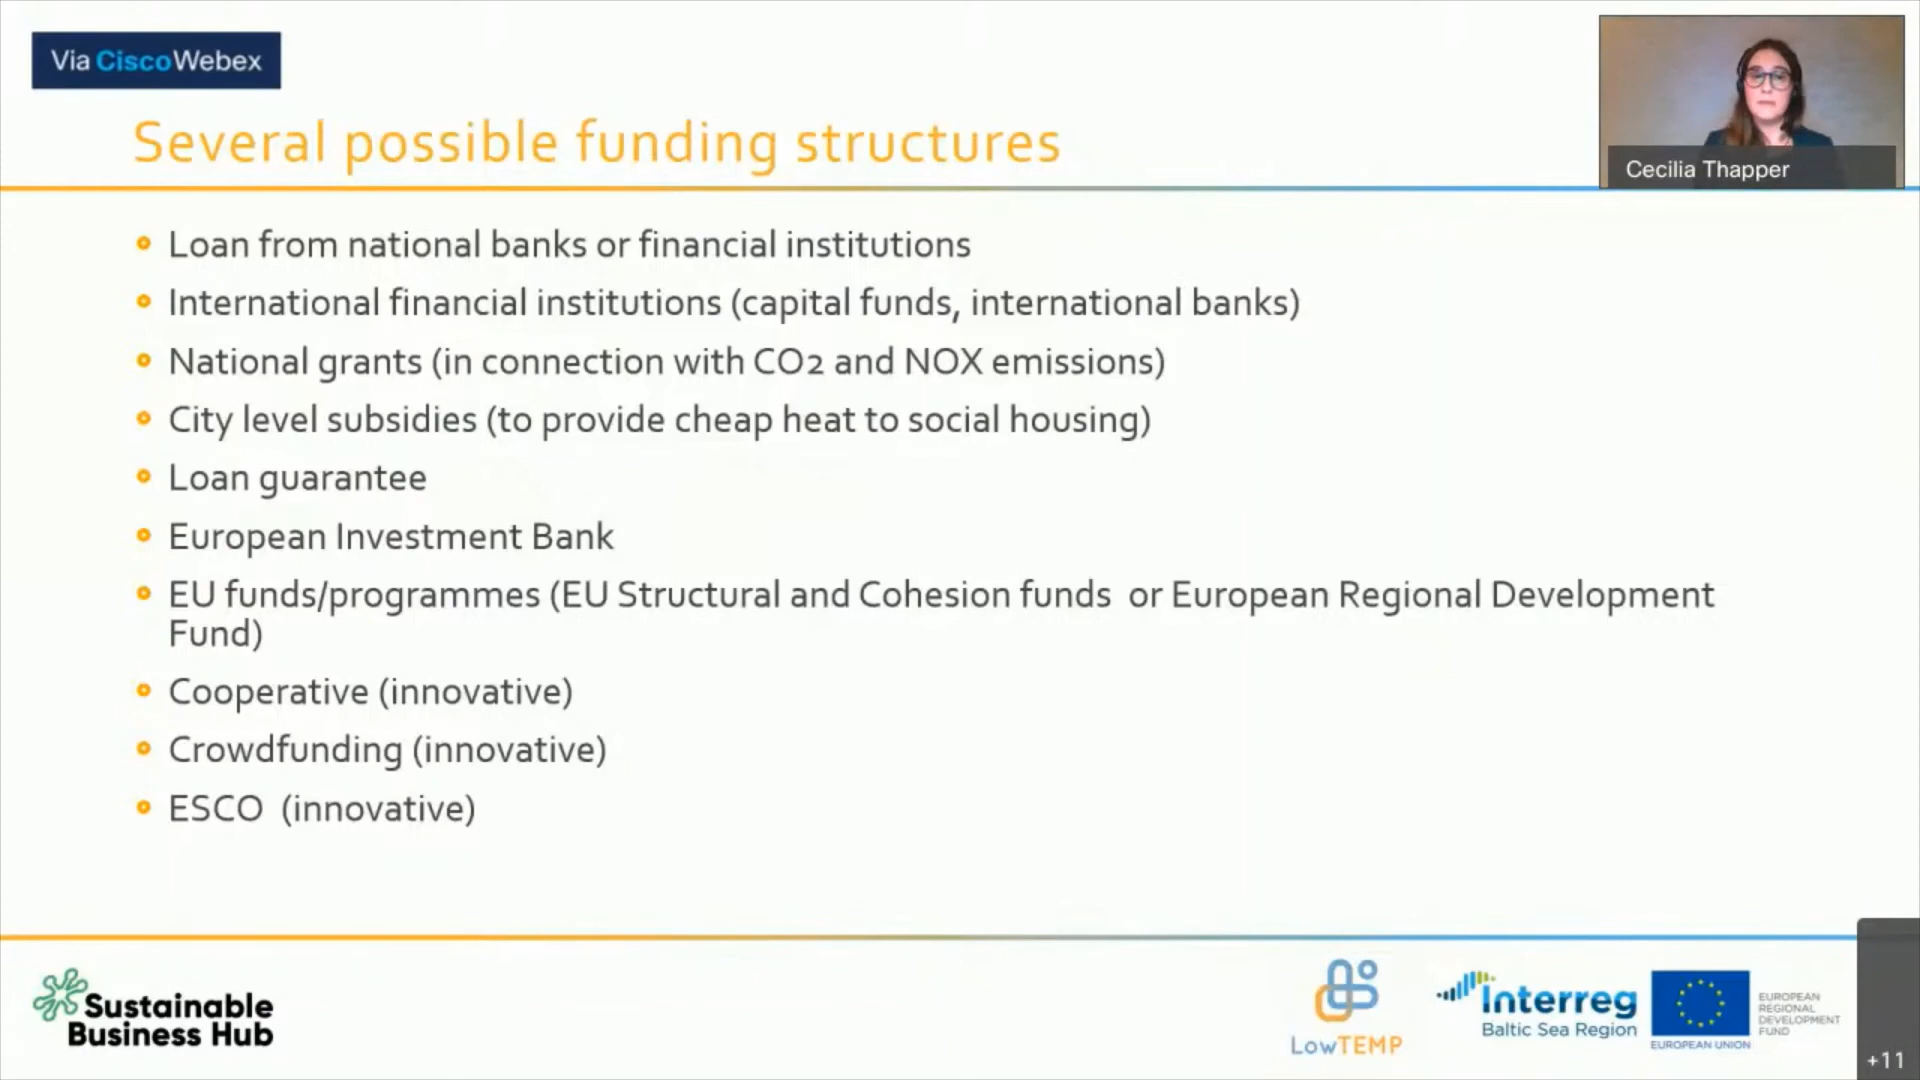 Via CiscoWebex
Several possible funding structures
Cecilia Thapper
Loan from national banks or financial institutions
International financial institutions (capital funds, international banks)
National grants (in connection with CO2 and NOX emissions)
City level subsidies (to provide cheap heat to social housing)
Loan guarantee
European Investment Bank
EU funds/programmes (EU Structural and Cohesion funds or European Regional Development
Fund)
Cooperative (innovative)
Crowdfunding (innovative)
ESCO (innovative)
Sustainable
Business Hub
LowTEMP
Interreg
Baltic Sea Region
EUROPEAN UNION
EUROPEAN
REGIONAL
DEVELOPMENT
FUND
+11